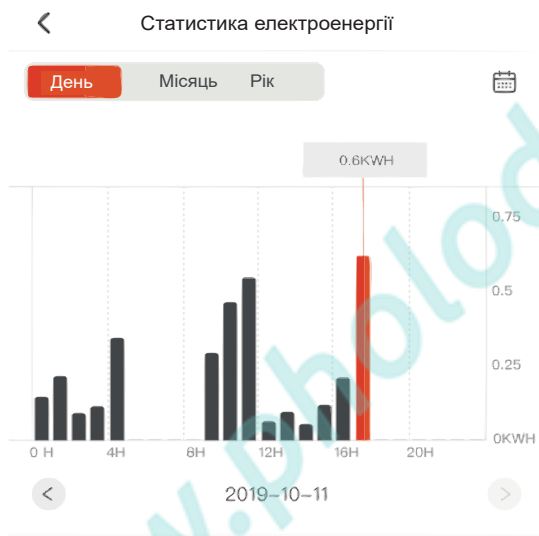 Статистика електроенергії
День Місяць Рік
0.6KWH
0.75
0.5
0.25
0KWH
0 H 4H 8H 12H 16H 20H
2019-10-11
w.pholod